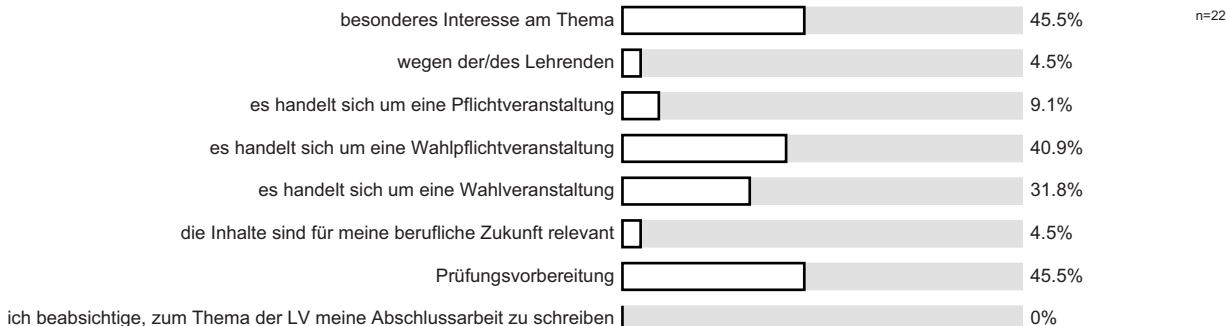 besonderes Interesse am Thema 45.5% n=22
wegen der/des Lehrenden 4.5%
es handelt sich um eine Pflichtveranstaltung 9.1%
es handelt sich um eine Wahlpflichtveranstaltung 40.9%
es handelt sich um eine Wahlveranstaltung 31.8%
die Inhalte sind für meine berufliche Zukunft relevant 4.5%
Prüfungsvorbereitung 45.5%
ich beabsichtige, zum Thema der LV meine Abschlussarbeit zu schreiben 0%